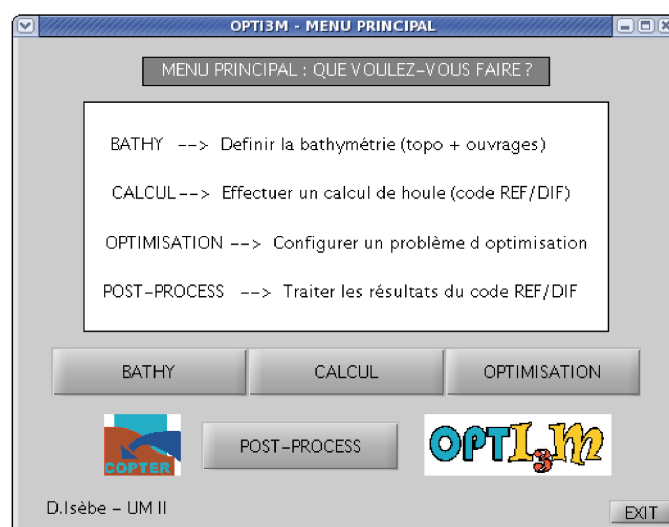 OPTI3M - MENU PRINCIPAL
MENU PRINCIPAL : QUE VOULEZ-VOUS FAIRE ?
BATHY --> Definir la bathymétrie (topo + ouvrages)
CALCUL--> Effectuer un calcul de houle (code REF/DIF)
OPTIMISATION --> Configurer un problème d optimisation
POST-PROCESS --> Traiter les résultats du code REF/DIF
BATHY CALCUL OPTIMISATION
COPTER POST-PROCESS OPTI3M
D.Isèbe - UM II EXIT